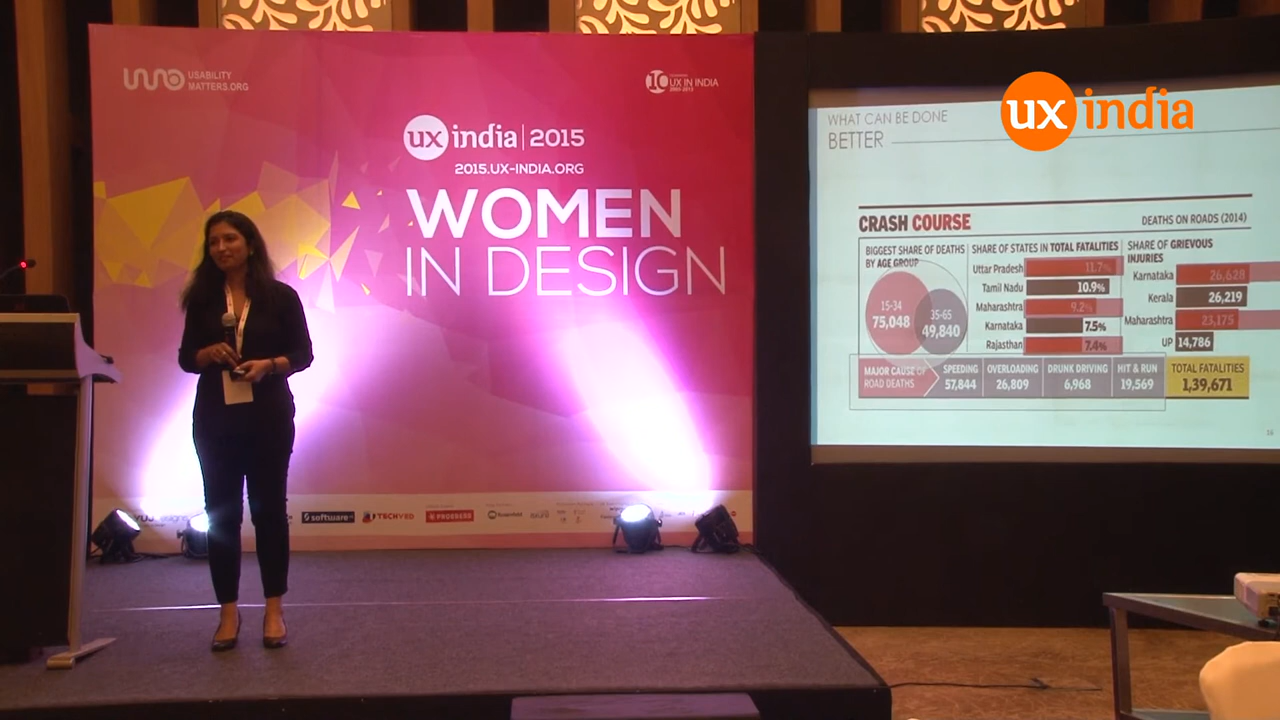 USABILITY
MATTERS.ORG
10
UX IN INDIA
ux india | 2015
2015.UX-INDIA.ORG
WOMEN
IN DESIGN
software
TECHVED
ux india
WHAT CAN BE DONE
BETTER
CRASH COURSE
DEATHS ON ROADS (2014)
BIGGEST SHARE OF DEATHS
BY AGE GROUP
15-34
75,048
35-65
49,840
SHARE OF STATES IN TOTAL FATALITIES
Uttar Pradesh 11.7%
Tamil Nadu 10.9%
Maharashtra 9.2%
Karnataka 7.5%
Rajasthan 7.4%
SHARE OF GRIEVOUS
INJURIES
Karnataka 26,628
Kerala 26,219
Maharashtra 23,175
UP 14,786
MAJOR CAUSE OF
ROAD DEATHS
SPEEDING
57,844
OVERLOADING
26,809
DRUNK DRIVING
6,968
HIT & RUN
19,569
TOTAL FATALITIES
1,39,671